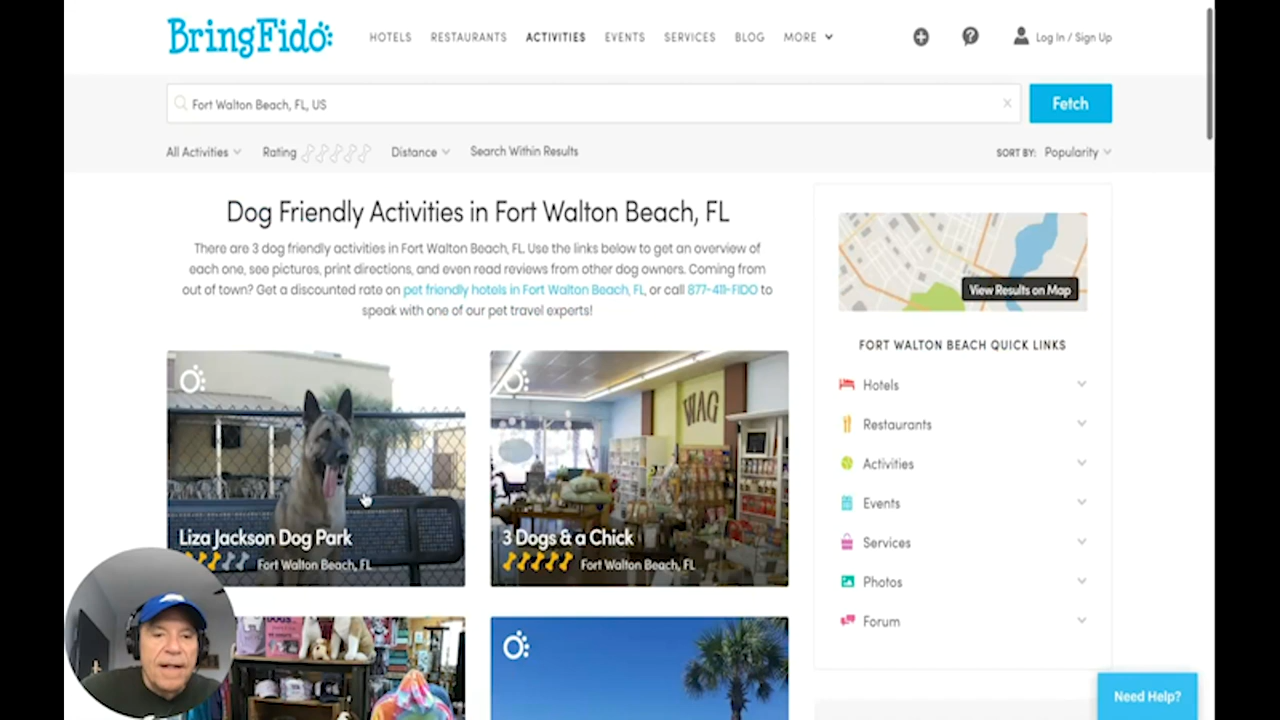 BringFido
HOTELS RESTAURANTS ACTIVITIES EVENTS SERVICES BLOG MORE
Log In / Sign Up
Fort Walton Beach, FL, US
Fetch
All Activities Rating Distance Search Within Results
SORT BY: Popularity
Dog Friendly Activities in Fort Walton Beach, FL
There are 3 dog friendly activities in Fort Walton Beach, FL. Use the links below to get an overview of
each one, see pictures, print directions, and even read reviews from other dog owners. Coming from
out of town? Get a discounted rate on pet friendly hotels in Fort Walton Beach, FL, or call 877-411-FIDO to
speak with one of our pet travel experts!
Liza Jackson Dog Park
Fort Walton Beach, FL
WAG
3 Dogs & a Chick
Fort Walton Beach, FL
View Results on Map
FORT WALTON BEACH QUICK LINKS
Hotels
Restaurants
Activities
Events
Services
Photos
Forum
Need Help?